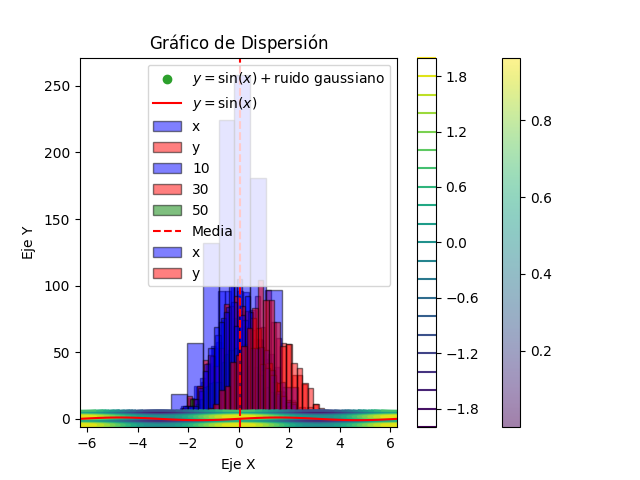 Gráfico de Dispersión
y = sin(x) + ruido gaussiano
y = sin(x)
x
y
10
30
50
Media
x
y
Eje Y
250
200
150
100
50
0
−6
−4
−2
0
2
4
6
Eje X
1.8
1.2
0.6
0.0
−0.6
−1.2
−1.8
0.8
0.6
0.4
0.2